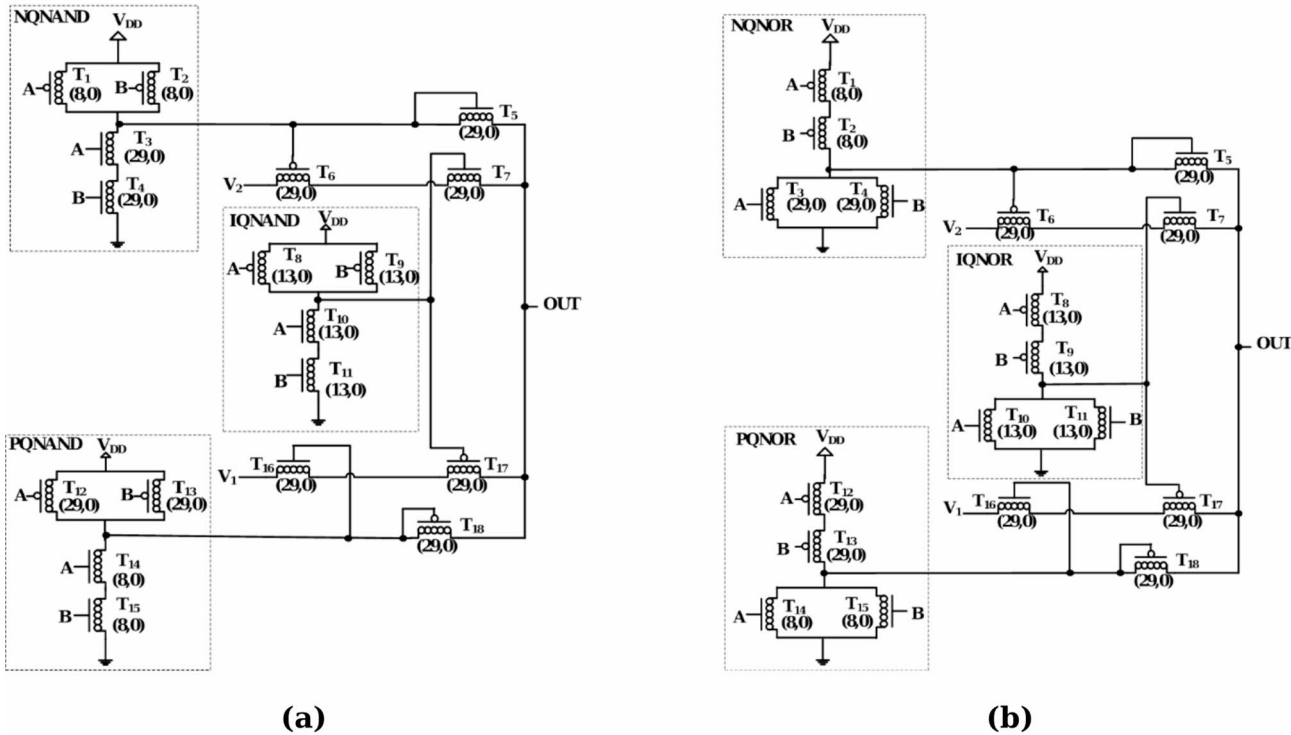 NQNAND
VDD
A
T1
(8,0)
B
T2
(8,0)
A
T3
(29,0)
B
T4
(29,0)
T5
(29,0)
V2
T6
(29,0)
T7
(29,0)
IQNAND
VDD
A
T8
(13,0)
B
T9
(13,0)
A
T10
(13,0)
B
T11
(13,0)
OUT
PQNAND
VDD
A
T12
(29,0)
B
T13
(29,0)
A
T14
(8,0)
B
T15
(8,0)
V1
T16
(29,0)
T17
(29,0)
T18
(29,0)
(a)
NQNOR
VDD
A
T1
(8,0)
B
T2
(8,0)
A
T3
(29,0)
T4
(29,0)
B
T5
(29,0)
V2
T6
(29,0)
T7
(29,0)
IQNOR
VDD
A
T8
(13,0)
B
T9
(13,0)
A
T10
(13,0)
T11
(13,0)
B
OUT
PQNOR
VDD
A
T12
(29,0)
B
T13
(29,0)
A
T14
(8,0)
T15
(8,0)
B
V1
T16
(29,0)
T17
(29,0)
T18
(29,0)
(b)